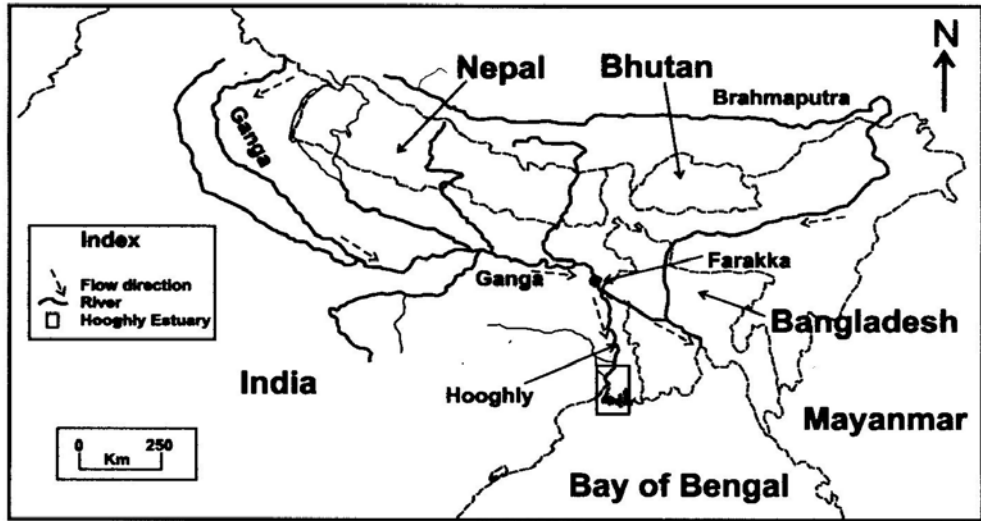 N
Nepal
Bhutan
Brahmaputra
Ganga
Index
Flow direction
River
Hooghly Estuary
Ganga
Farakka
Bangladesh
India
Hooghly
Mayanmar
0 250
Km
Bay of Bengal